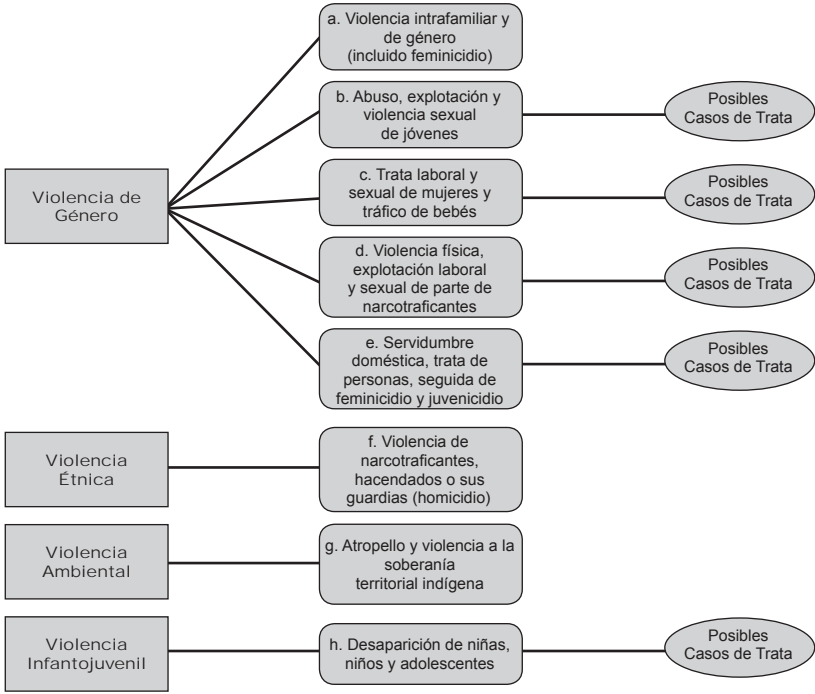 a. Violencia intrafamiliar y
de género
(incluido feminicidio)
b. Abuso, explotación y
violencia sexual
de jóvenes
Posibles
Casos de Trata
Violencia de
Género
c. Trata laboral y
sexual de mujeres y
tráfico de bebés
Posibles
Casos de Trata
d. Violencia física,
explotación laboral
y sexual de parte de
narcotraficantes
Posibles
Casos de Trata
e. Servidumbre
doméstica, trata de
personas, seguida de
feminicidio y juvenicidio
Posibles
Casos de Trata
Violencia
Étnica
f. Violencia de
narcotraficantes,
hacendados o sus
guardias (homicidio)
Violencia
Ambiental
g. Atropello y violencia a la
soberanía
territorial indígena
Violencia
Infantojuvenil
h. Desaparición de niñas,
niños y adolescentes
Posibles
Casos de Trata